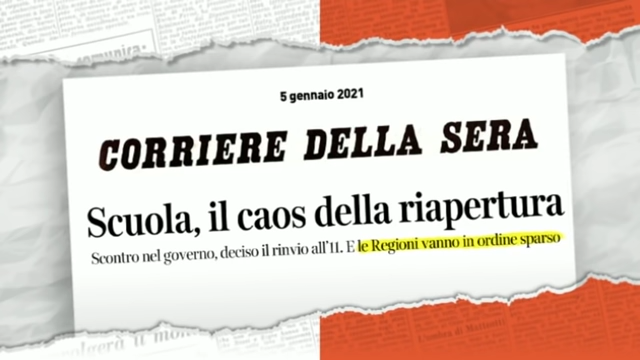 comunica:
5 gennaio 2021
CORRIERE DELLA SERA
Scuola, il caos della riapertura
Scontro nel governo, deciso il rinvio all'11. E le Regioni vanno in ordine sparso